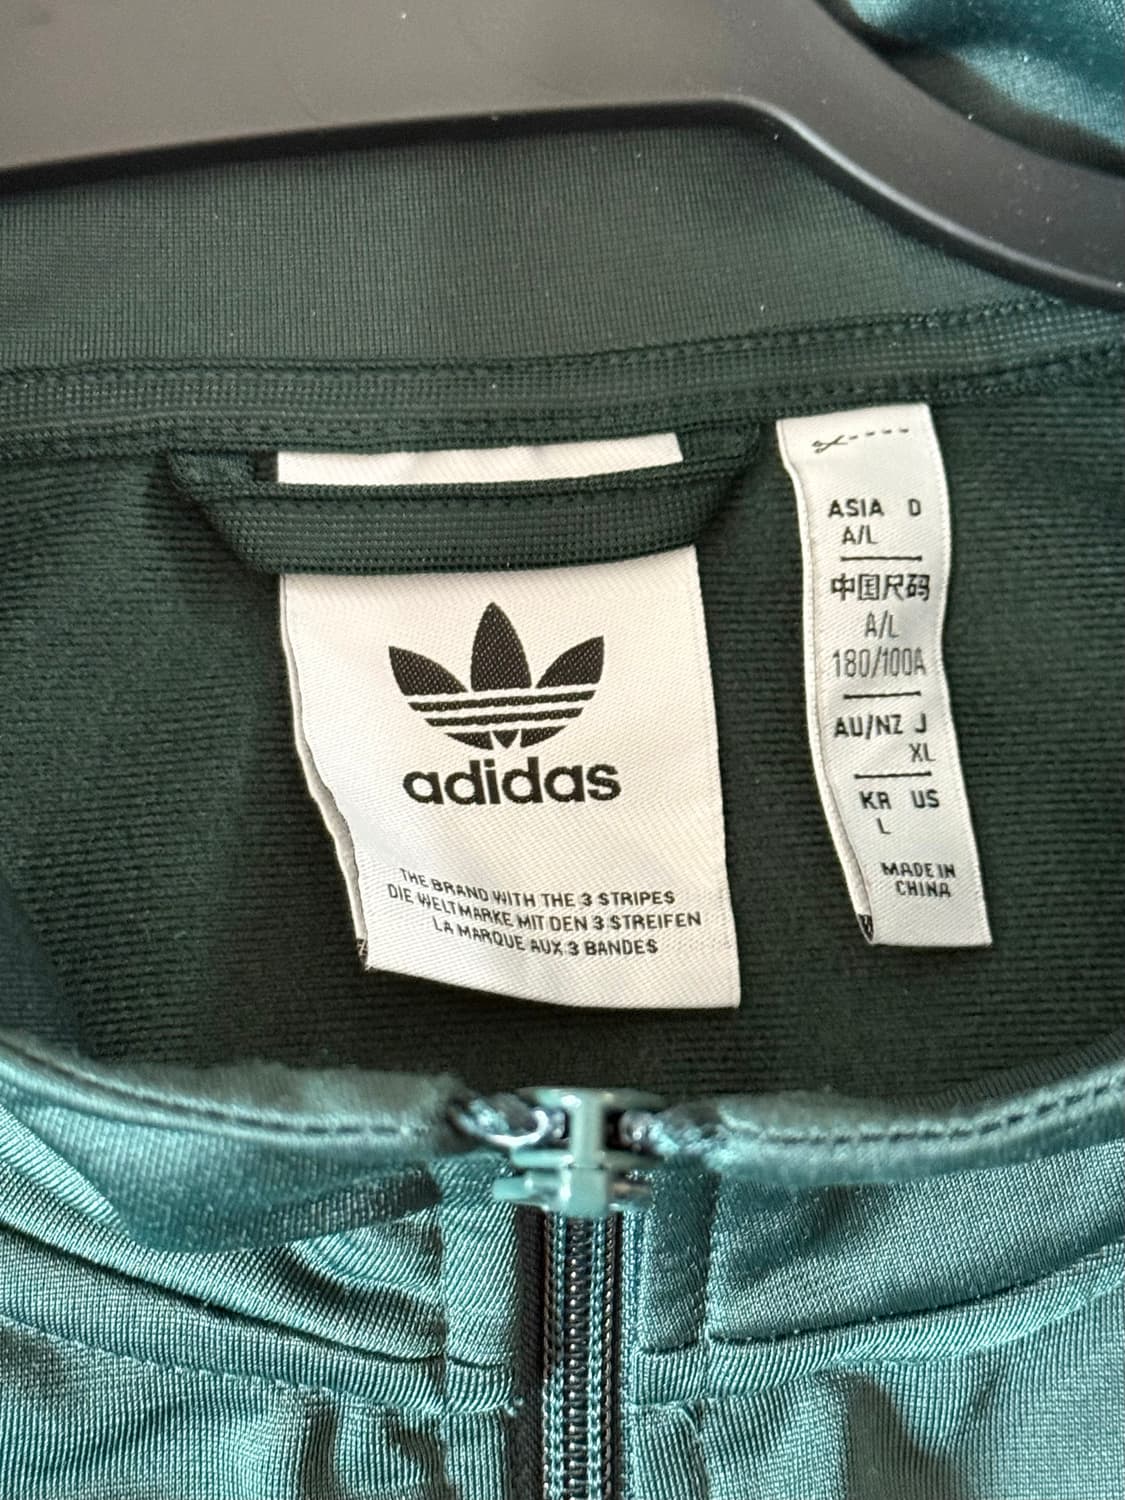 adidas
THE BRAND WITH THE 3 STRIPES
DIE WELTMARKE MIT DEN 3 STREIFEN
LA MARQUE AUX 3 BANDES
ASIA D
A/L
中国尺码
A/L
180/100A
AU/NZ J
XL
KR US
L
MADE IN
CHINA